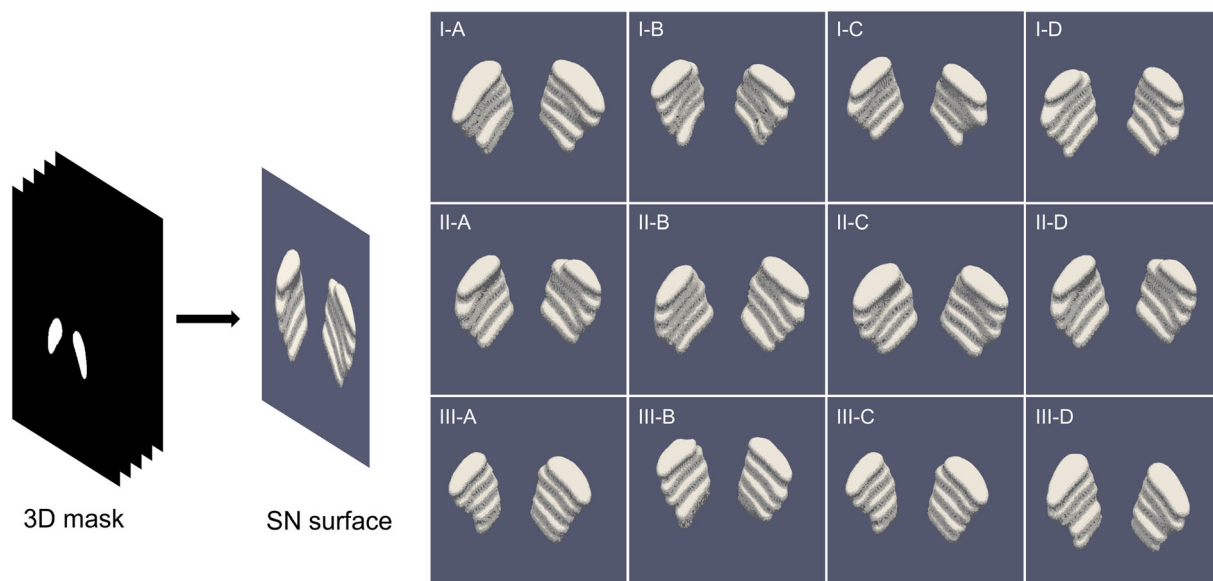 I-A I-B I-C I-D
II-A II-B II-C II-D
III-A III-B III-C III-D
3D mask SN surface